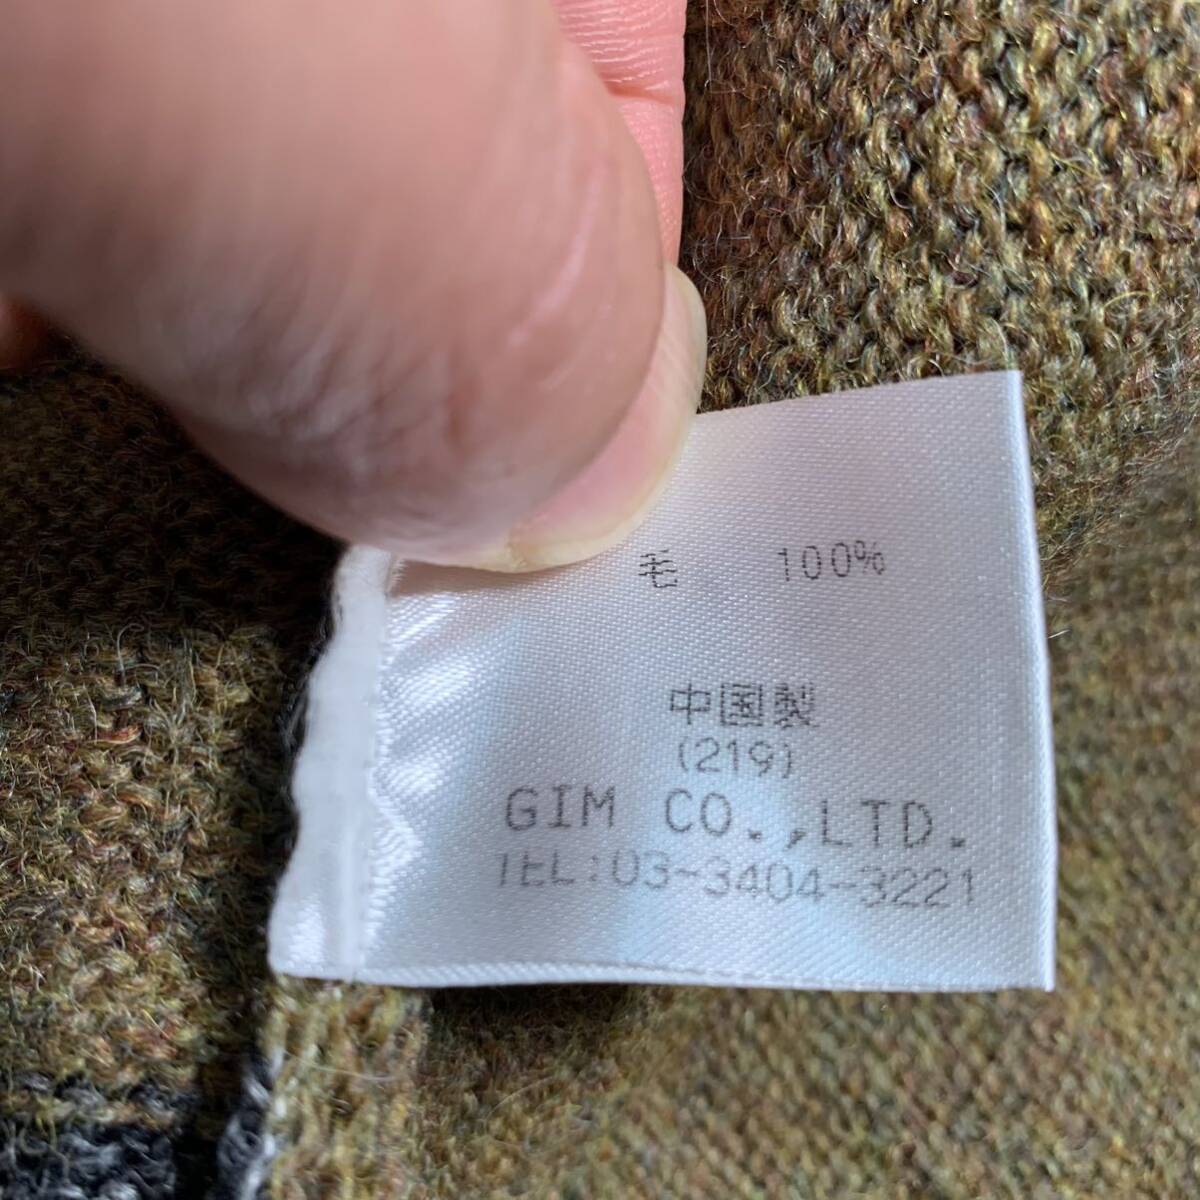 毛 100%
中国製
(219)
GIM CO.,LTD.
TEL:03-3404-3221